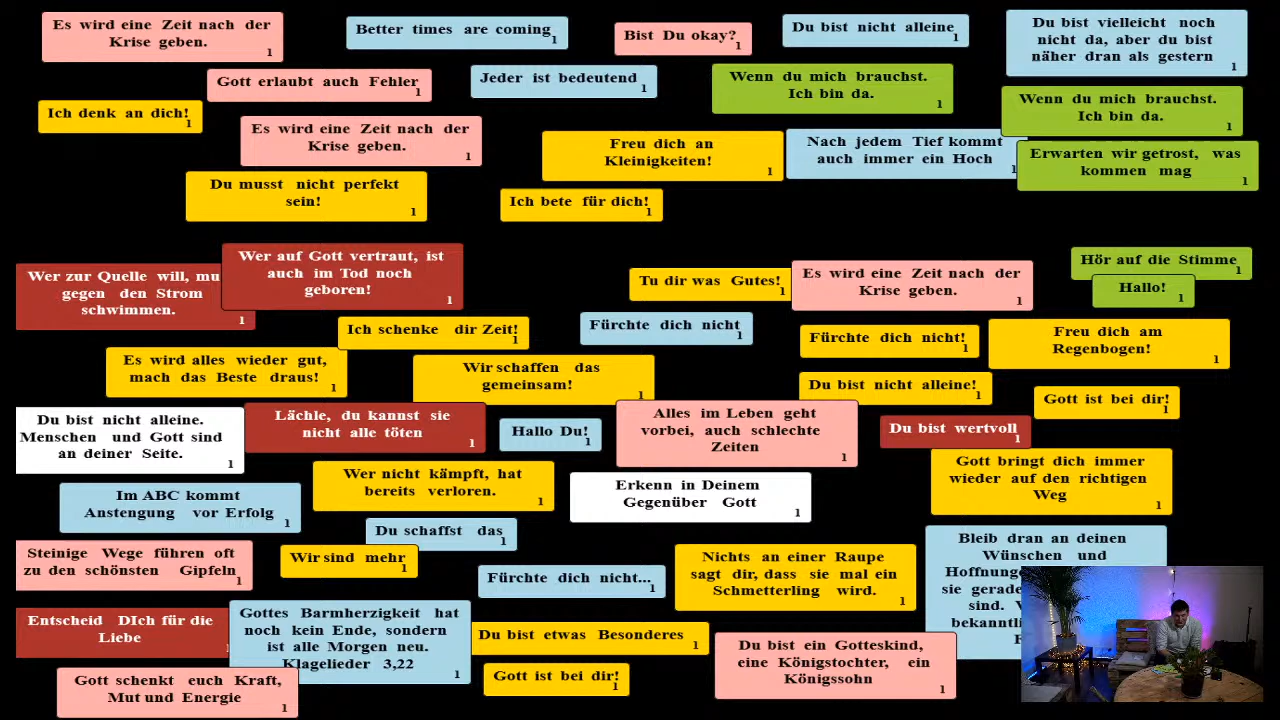 Es wird eine Zeit nach der
Krise geben.
1
Better times are coming
1
Bist Du okay?
1
Du bist nicht alleine
1
Du bist vielleicht noch
nicht da, aber du bist
näher dran als gestern
1
Gott erlaubt auch Fehler
1
Jeder ist bedeutend
1
Wenn du mich brauchst.
Ich bin da.
1
Ich denk an dich!
1
Wenn du mich brauchst.
Ich bin da.
1
Es wird eine Zeit nach der
Krise geben.
1
Freu dich an
Kleinigkeiten!
1
Nach jedem Tief kommt
auch immer ein Hoch
1
Erwarten wir getrost, was
kommen mag
1
Du musst nicht perfekt
sein!
1
Ich bete für dich!
1
Wer zur Quelle will, mu
gegen den Strom
schwimmen.
1
Wer auf Gott vertraut, ist
auch im Tod noch
geboren!
1
Tu dir was Gutes!
1
Es wird eine Zeit nach der
Krise geben.
1
Hör auf die Stimme
1
Hallo!
1
Ich schenke dir Zeit!
1
Fürchte dich nicht
1
Fürchte dich nicht!
1
Freu dich am
Regenbogen!
1
Es wird alles wieder gut,
mach das Beste draus!
1
Wir schaffen das
gemeinsam!
1
Du bist nicht alleine!
1
Gott ist bei dir!
1
Du bist nicht alleine.
Menschen und Gott sind
an deiner Seite.
1
Lächle, du kannst sie
nicht alle töten
1
Hallo Du!
1
Alles im Leben geht
vorbei, auch schlechte
Zeiten
1
Du bist wertvoll
1
Wer nicht kämpft, hat
bereits verloren.
1
Erkenn in Deinem
Gegenüber Gott
1
Gott bringt dich immer
wieder auf den richtigen
Weg
1
Im ABC kommt
Anstengung vor Erfolg
1
Du schaffst das
1
Steinige Wege führen oft
zu den schönsten Gipfeln
1
Wir sind mehr
1
Fürchte dich nicht...
1
Nichts an einer Raupe
sagt dir, dass sie mal ein
Schmetterling wird.
1
Bleib dran an deinen
Wünschen und
Hoffnunge
sie gerade
sind. V
bekanntli
Entscheid DIch für die
Liebe
1
Gottes Barmherzigkeit hat
noch kein Ende, sondern
ist alle Morgen neu.
Klagelieder 3,22
1
Du bist etwas Besonderes
1
Gott ist bei dir!
1
Du bist ein Gotteskind,
eine Königstochter, ein
Königssohn
1
Gott schenkt euch Kraft,
Mut und Energie
1